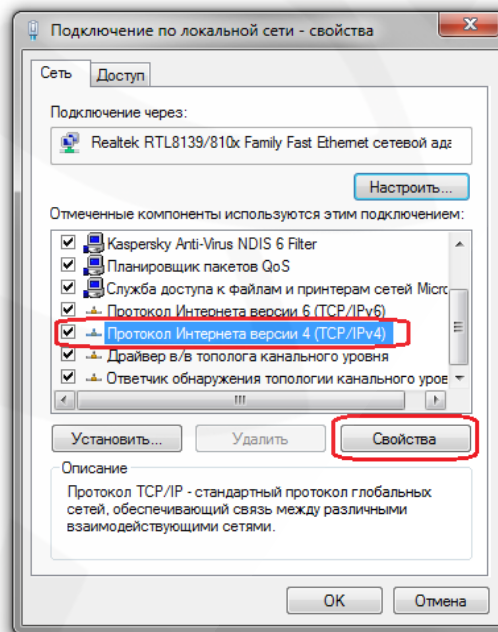 Подключение по локальной сети - свойства
Сеть
Доступ
Подключение через:
Realtek RTL8139/810x Family Fast Ethernet сетевой ада
Настроить...
Отмеченные компоненты используются этим подключением:
Kaspersky Anti-Virus NDIS 6 Filter
Планировщик пакетов QoS
Служба доступа к файлам и принтерам сетей Micro
Протокол Интернета версии 6 (TCP/IPv6)
Протокол Интернета версии 4 (TCP/IPv4)
Драйвер в/в тополога канального уровня
Ответчик обнаружения топологии канального уров
Установить...
Удалить
Свойства
Описание
Протокол TCP/IP - стандартный протокол глобальных
сетей, обеспечивающий связь между различными
взаимодействующими сетями.
OK
Отмена